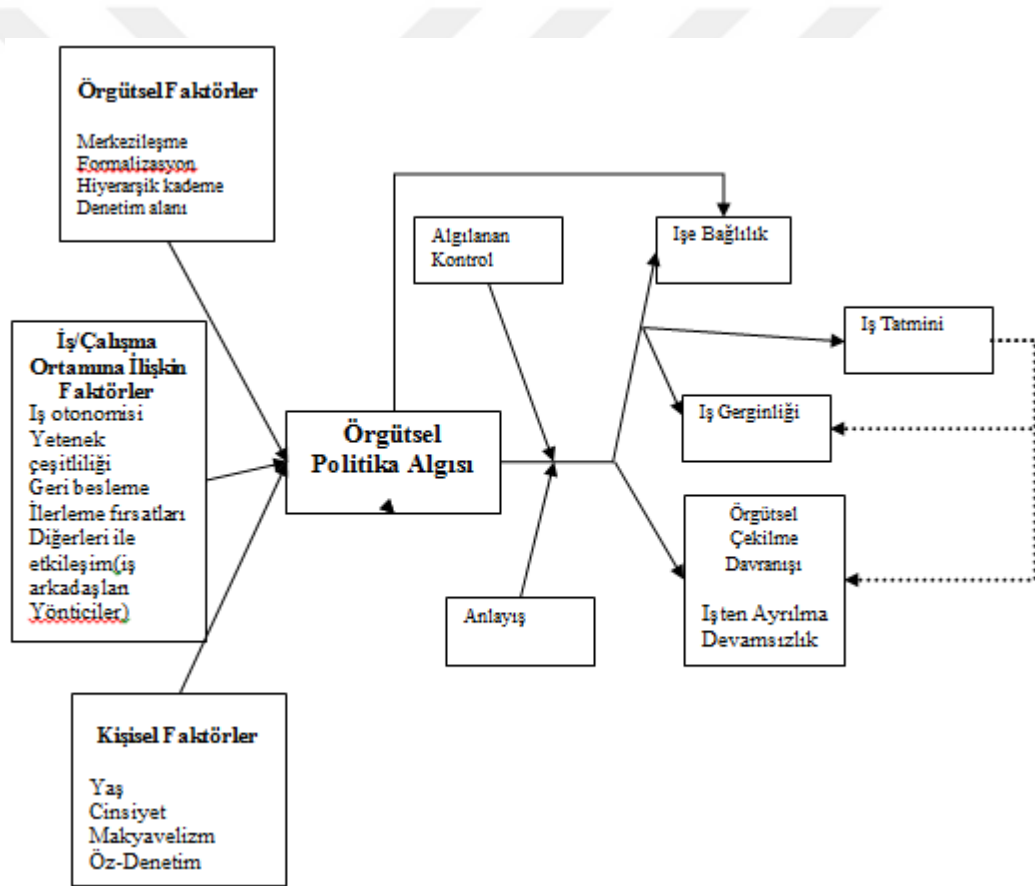 Örgütsel Faktörler
Merkezileşme
Formalizasyon
Hiyerarşik kademe
Denetim alanı
İş/Çalışma
Ortamına İlişkin
Faktörler
Iş otonomisi
Yetenek
çeşitliliği
Geri besleme
İlerleme fırsatları
Diğerleri ile
etkileşim(iş
arkadaşları
Yönticiler)
Kişisel Faktörler
Yaş
Cinsiyet
Makyavelizm
Öz-Denetim
Örgütsel
Politika Algısı
Algılanan
Kontrol
Anlayış
Işe Bağlılık
Iş Tatmini
Iş Gerginliği
Örgütsel
Çekilme
Davranışı
Işten Ayrılma
Devamsızlık